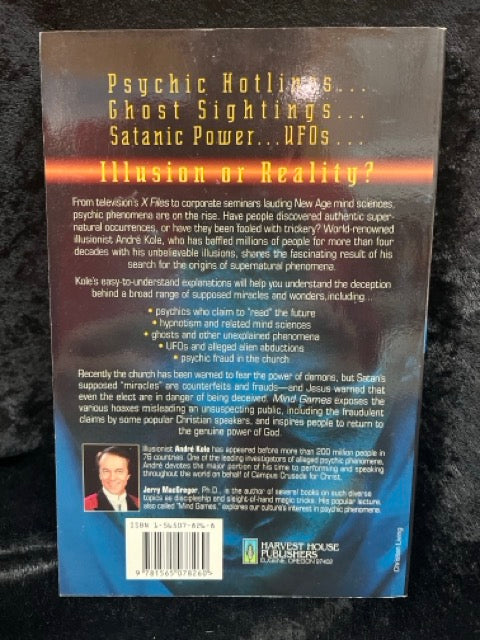 Psychic Hotlines...
Ghost Sightings...
Satanic Power...UFOs...
Illusion or Reality?
From television's X Files to corporate seminars lauding New Age mind sciences,
psychic phenomena are on the rise. Have people discovered authentic super-
natural occurrences, or have they been fooled with trickery? World-renowned
illusionist André Kole, who has baffled millions of people for more than four
decades with his unbelievable illusions, shares the fascinating result of his
search for the origins of supernatural phenomena.
Kole's easy-to-understand explanations will help you understand the deception
behind a broad range of supposed miracles and wonders, including...
• psychics who claim to "read" the future
• hypnotism and related mind sciences
• ghosts and other unexplained phenomena
• UFOs and alleged alien abductions
• psychic fraud in the church
Recently the church has been warned to fear the power of demons, but Satan's
supposed "miracles" are counterfeits and frauds—and Jesus warned that
even the elect are in danger of being deceived. Mind Games exposes the
various hoaxes misleading an unsuspecting public, including the fraudulent
claims by some popular Christian speakers, and inspires people to return to
the genuine power of God.
Illusionist André Kole has appeared before more than 200 million people in
76 countries. One of the leading investigators of alleged psychic phenomena,
André devotes the major portion of his time to performing and speaking
throughout the world on behalf of Campus Crusade for Christ.
Jerry MacGregor, Ph.D., is the author of several books on such diverse
topics as discipleship and sleight-of-hand magic tricks. His popular lecture,
also called "Mind Games," explores our culture's interest in psychic phenomena.
ISBN 1-56507-826-8
9 781565 078260>
HARVEST HOUSE
PUBLISHERS
EUGENE, OREGON 97402
Christian Living